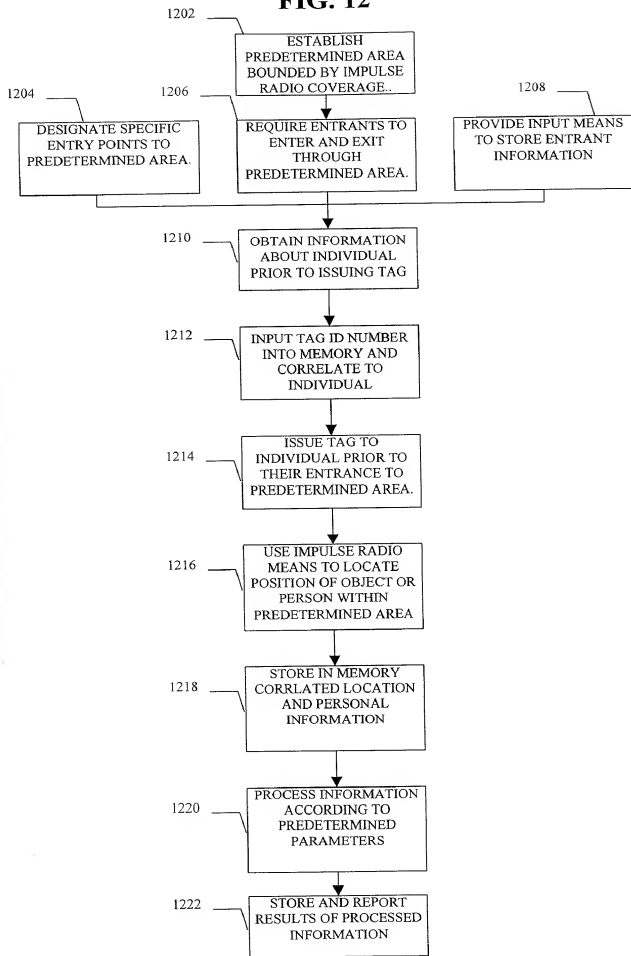 FIG. 12
1202
ESTABLISH
PREDETERMINED AREA
BOUNDED BY IMPULSE
RADIO COVERAGE..
1204
DESIGNATE SPECIFIC
ENTRY POINTS TO
PREDETERMINED AREA.
1206
REQUIRE ENTRANTS TO
ENTER AND EXIT
THROUGH
PREDETERMINED AREA.
1208
PROVIDE INPUT MEANS
TO STORE ENTRANT
INFORMATION
1210
OBTAIN INFORMATION
ABOUT INDIVIDUAL
PRIOR TO ISSUING TAG
1212
INPUT TAG ID NUMBER
INTO MEMORY AND
CORRELATE TO
INDIVIDUAL
1214
ISSUE TAG TO
INDIVIDUAL PRIOR TO
THEIR ENTRANCE TO
PREDETERMINED AREA.
1216
USE IMPULSE RADIO
MEANS TO LOCATE
POSITION OF OBJECT OR
PERSON WITHIN
PREDETERMINED AREA
1218
STORE IN MEMORY
CORRLATED LOCATION
AND PERSONAL
INFORMATION
1220
PROCESS INFORMATION
ACCORDING TO
PREDETERMINED
PARAMETERS
1222
STORE AND REPORT
RESULTS OF PROCESSED
INFORMATION